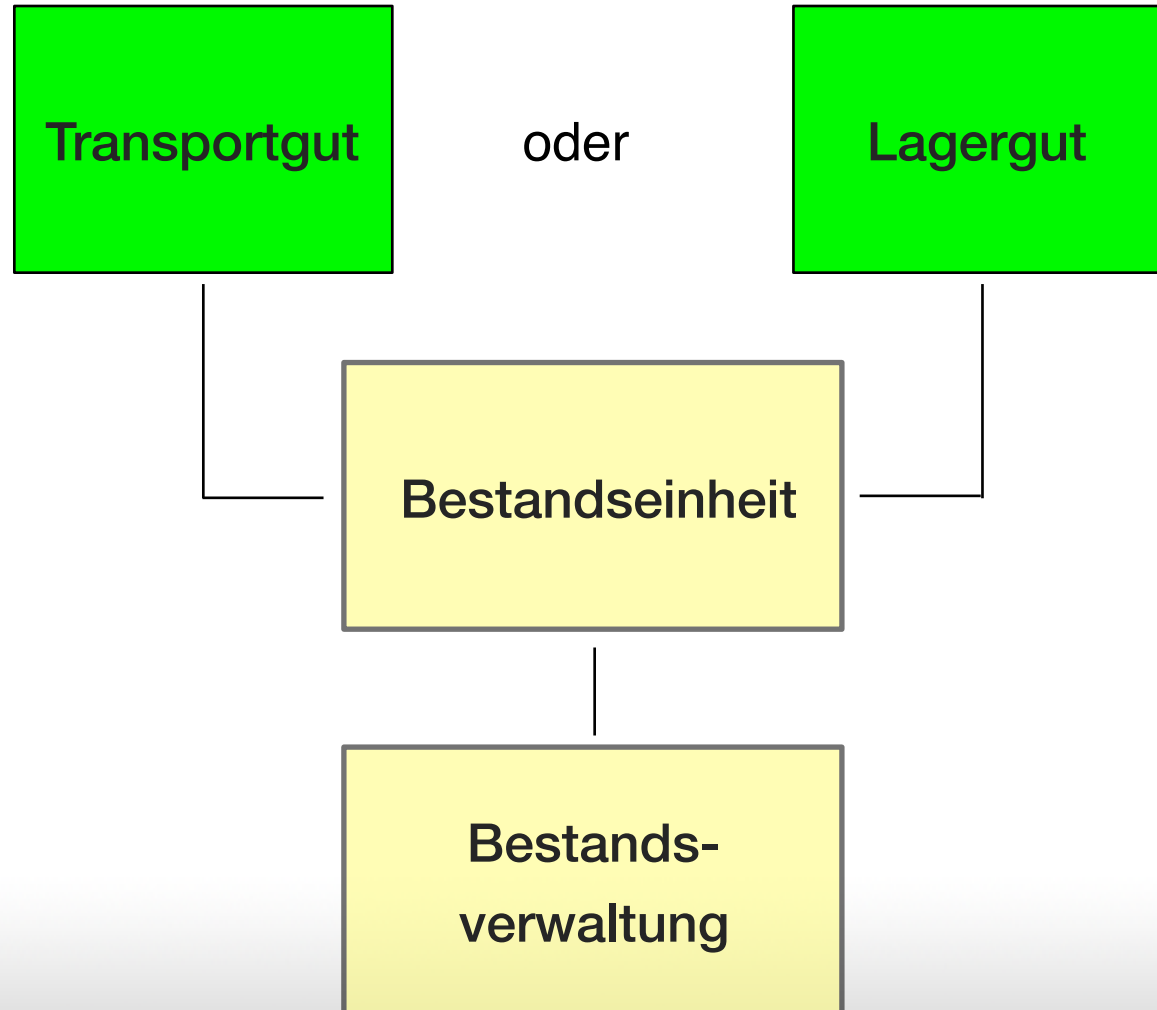 Transportgut
oder
Lagergut
Bestandseinheit
Bestands-
verwaltung